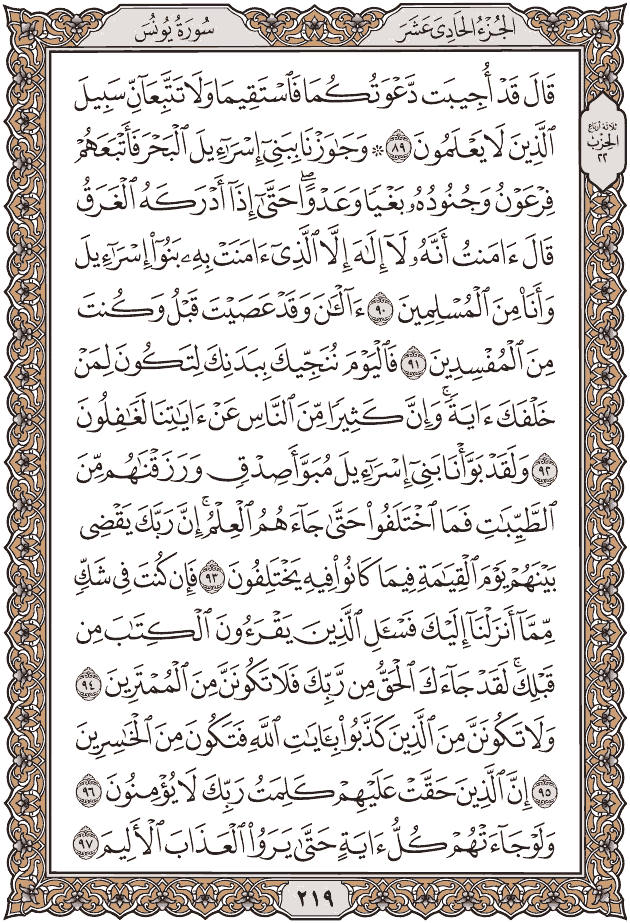 الجُزْءُ الحَادِى عَشَرَ
سُورَةُ يُونُسَ
قَالَ قَدْ أُجِيبَت دَّعْوَتُكُمَا فَٱسْتَقِيمَا وَلَا تَتَّبِعَآنِّ سَبِيلَ
ٱلَّذِينَ لَا يَعْلَمُونَ ٨٩ ۞ وَجَٰوَزْنَا بِبَنِىٓ إِسْرَٰٓءِيلَ ٱلْبَحْرَ فَأَتْبَعَهُمْ
ثلاثة أرباع
الحزب
٢٢
فِرْعَوْنُ وَجُنُودُهُۥ بَغْيًا وَعَدْوًا ۖ حَتَّىٰٓ إِذَآ أَدْرَكَهُ ٱلْغَرَقُ
قَالَ ءَامَنتُ أَنَّهُۥ لَآ إِلَٰهَ إِلَّا ٱلَّذِىٓ ءَامَنَتْ بِهِۦ بَنُوٓا۟ إِسْرَٰٓءِيلَ
وَأَنَا۠ مِنَ ٱلْمُسْلِمِينَ ٩٠ ءَآلْـَٰٔنَ وَقَدْ عَصَيْتَ قَبْلُ وَكُنتَ
مِنَ ٱلْمُفْسِدِينَ ٩١ فَٱلْيَوْمَ نُنَجِّيكَ بِبَدَنِكَ لِتَكُونَ لِمَنْ
خَلْفَكَ ءَايَةً ۚ وَإِنَّ كَثِيرًا مِّنَ ٱلنَّاسِ عَنْ ءَايَٰتِنَا لَغَٰفِلُونَ
٩٢ وَلَقَدْ بَوَّأْنَا بَنِىٓ إِسْرَٰٓءِيلَ مُبَوَّأَ صِدْقٍ وَرَزَقْنَٰهُم مِّنَ
ٱلطَّيِّبَٰتِ فَمَا ٱخْتَلَفُوا۟ حَتَّىٰ جَآءَهُمُ ٱلْعِلْمُ ۚ إِنَّ رَبَّكَ يَقْضِى
بَيْنَهُمْ يَوْمَ ٱلْقِيَٰمَةِ فِيمَا كَانُوا۟ فِيهِ يَخْتَلِفُونَ ٩٣ فَإِن كُنتَ فِى شَكٍّ
مِّمَّآ أَنزَلْنَآ إِلَيْكَ فَسْـَٔلِ ٱلَّذِينَ يَقْرَءُونَ ٱلْكِتَٰبَ مِن
قَبْلِكَ ۚ لَقَدْ جَآءَكَ ٱلْحَقُّ مِن رَّبِّكَ فَلَا تَكُونَنَّ مِنَ ٱلْمُمْتَرِينَ ٩٤
وَلَا تَكُونَنَّ مِنَ ٱلَّذِينَ كَذَّبُوا۟ بِـَٔايَٰتِ ٱللَّهِ فَتَكُونَ مِنَ ٱلْخَٰسِرِينَ
٩٥ إِنَّ ٱلَّذِينَ حَقَّتْ عَلَيْهِمْ كَلِمَتُ رَبِّكَ لَا يُؤْمِنُونَ ٩٦
وَلَوْ جَآءَتْهُمْ كُلُّ ءَايَةٍ حَتَّىٰ يَرَوُا۟ ٱلْعَذَابَ ٱلْأَلِيمَ ٩٧
٢١٩